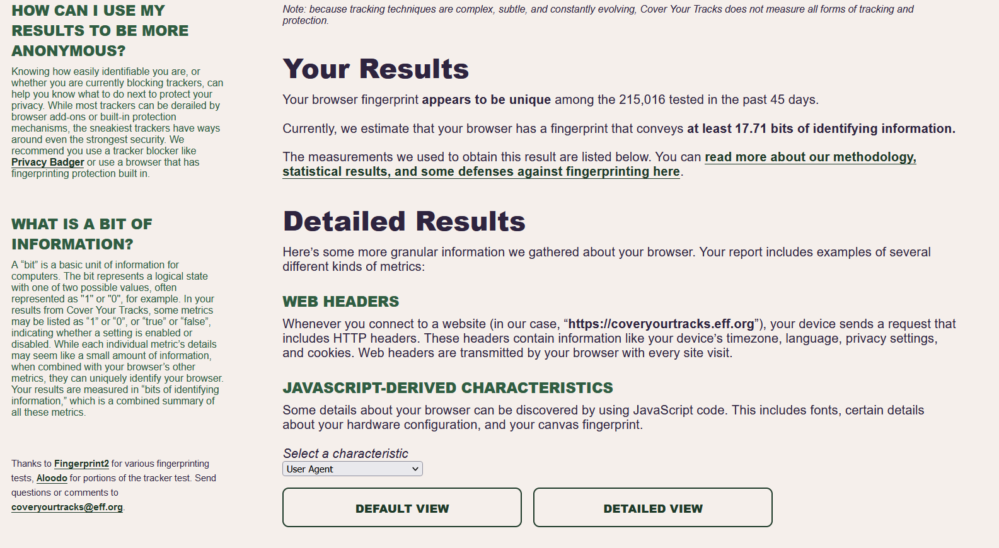 HOW CAN I USE MY
RESULTS TO BE MORE
ANONYMOUS?
Knowing how easily identifiable you are, or
whether you are currently blocking trackers, can
help you know what to do next to protect your
privacy. While most trackers can be derailed by
browser add-ons or built-in protection
mechanisms, the sneakiest trackers have ways
around even the strongest security. We
recommend you use a tracker blocker like
Privacy Badger or use a browser that has
fingerprinting protection built in.
WHAT IS A BIT OF
INFORMATION?
A “bit” is a basic unit of information for
computers. The bit represents a logical state
with one of two possible values, often
represented as "1" or "0", for example. In your
results from Cover Your Tracks, some metrics
may be listed as “1” or “0”, or “true” or “false”,
indicating whether a setting is enabled or
disabled. While each individual metric’s details
may seem like a small amount of information,
when combined with your browser’s other
metrics, they can uniquely identify your browser.
Your results are measured in “bits of identifying
information,” which is a combined summary of
all these metrics.
Thanks to Fingerprint2 for various fingerprinting
tests, Aloodo for portions of the tracker test. Send
questions or comments to
coveryourtracks@eff.org.
Note: because tracking techniques are complex, subtle, and constantly evolving, Cover Your Tracks does not measure all forms of tracking and
protection.
Your Results
Your browser fingerprint appears to be unique among the 215,016 tested in the past 45 days.
Currently, we estimate that your browser has a fingerprint that conveys at least 17.71 bits of identifying information.
The measurements we used to obtain this result are listed below. You can read more about our methodology,
statistical results, and some defenses against fingerprinting here.
Detailed Results
Here’s some more granular information we gathered about your browser. Your report includes examples of several
different kinds of metrics:
WEB HEADERS
Whenever you connect to a website (in our case, “https://coveryourtracks.eff.org”), your device sends a request that
includes HTTP headers. These headers contain information like your device’s timezone, language, privacy settings,
and cookies. Web headers are transmitted by your browser with every site visit.
JAVASCRIPT-DERIVED CHARACTERISTICS
Some details about your browser can be discovered by using JavaScript code. This includes fonts, certain details
about your hardware configuration, and your canvas fingerprint.
Select a characteristic
User Agent
DEFAULT VIEW
DETAILED VIEW